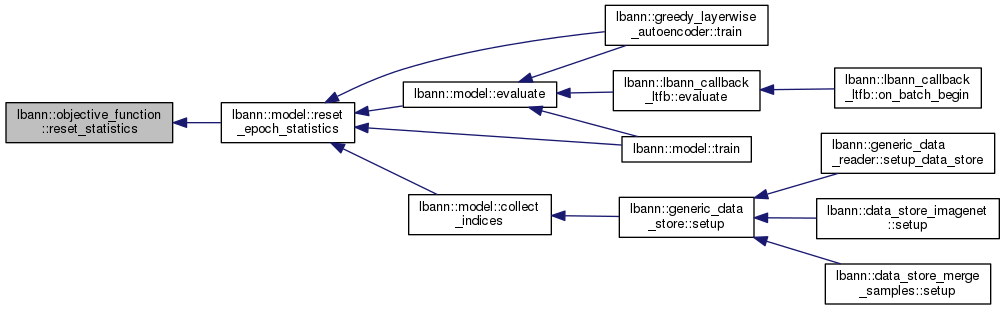 lbann::objective_function
::reset_statistics
lbann::model::reset
_epoch_statistics
lbann::greedy_layerwise
_autoencoder::train
lbann::model::evaluate
lbann::lbann_callback
_ltfb::evaluate
lbann::lbann_callback
_ltfb::on_batch_begin
lbann::model::train
lbann::model::collect
_indices
lbann::generic_data
_store::setup
lbann::generic_data
_reader::setup_data_store
lbann::data_store_imagenet
::setup
lbann::data_store_merge
_samples::setup